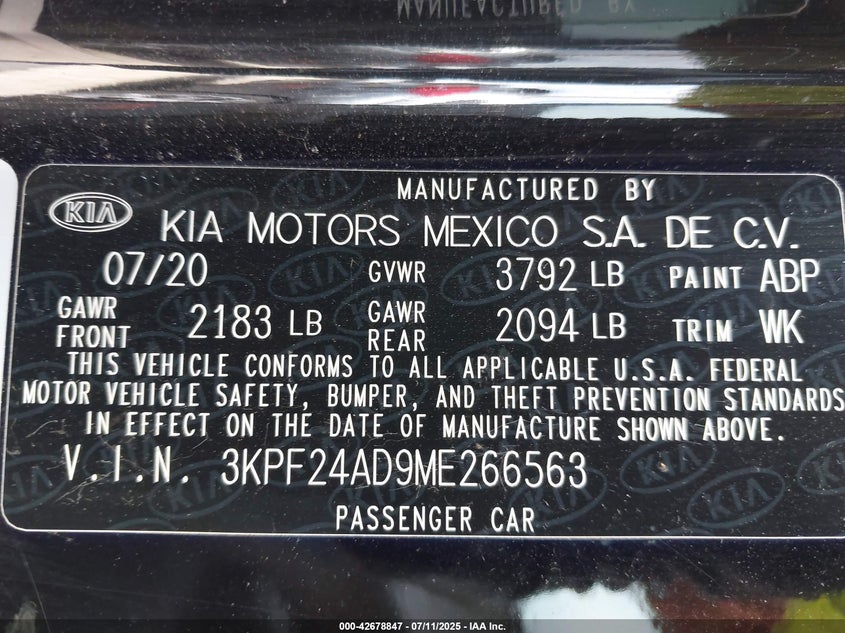 MANUFACTURED BY
MANUFACTURED BY
KIA KIA MOTORS MEXICO S.A. DE C.V.
07/20 GVWR 3792 LB PAINT ABP
GAWR FRONT 2183 LB GAWR REAR 2094 LB TRIM WK
THIS VEHICLE CONFORMS TO ALL APPLICABLE U.S.A. FEDERAL
MOTOR VEHICLE SAFETY, BUMPER, AND THEFT PREVENTION STANDARDS
IN EFFECT ON THE DATE OF MANUFACTURE SHOWN ABOVE.
V.I.N. 3KPF24AD9ME266563
PASSENGER CAR
000-42678847 - 07/11/2025 - IAA Inc.